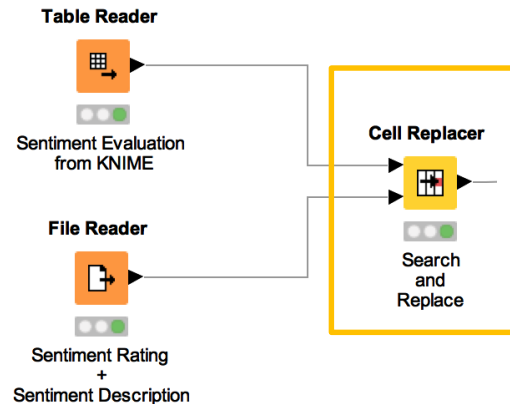 Table Reader
Sentiment Evaluation
from KNIME
Cell Replacer
Search
and
Replace
File Reader
Sentiment Rating
+
Sentiment Description